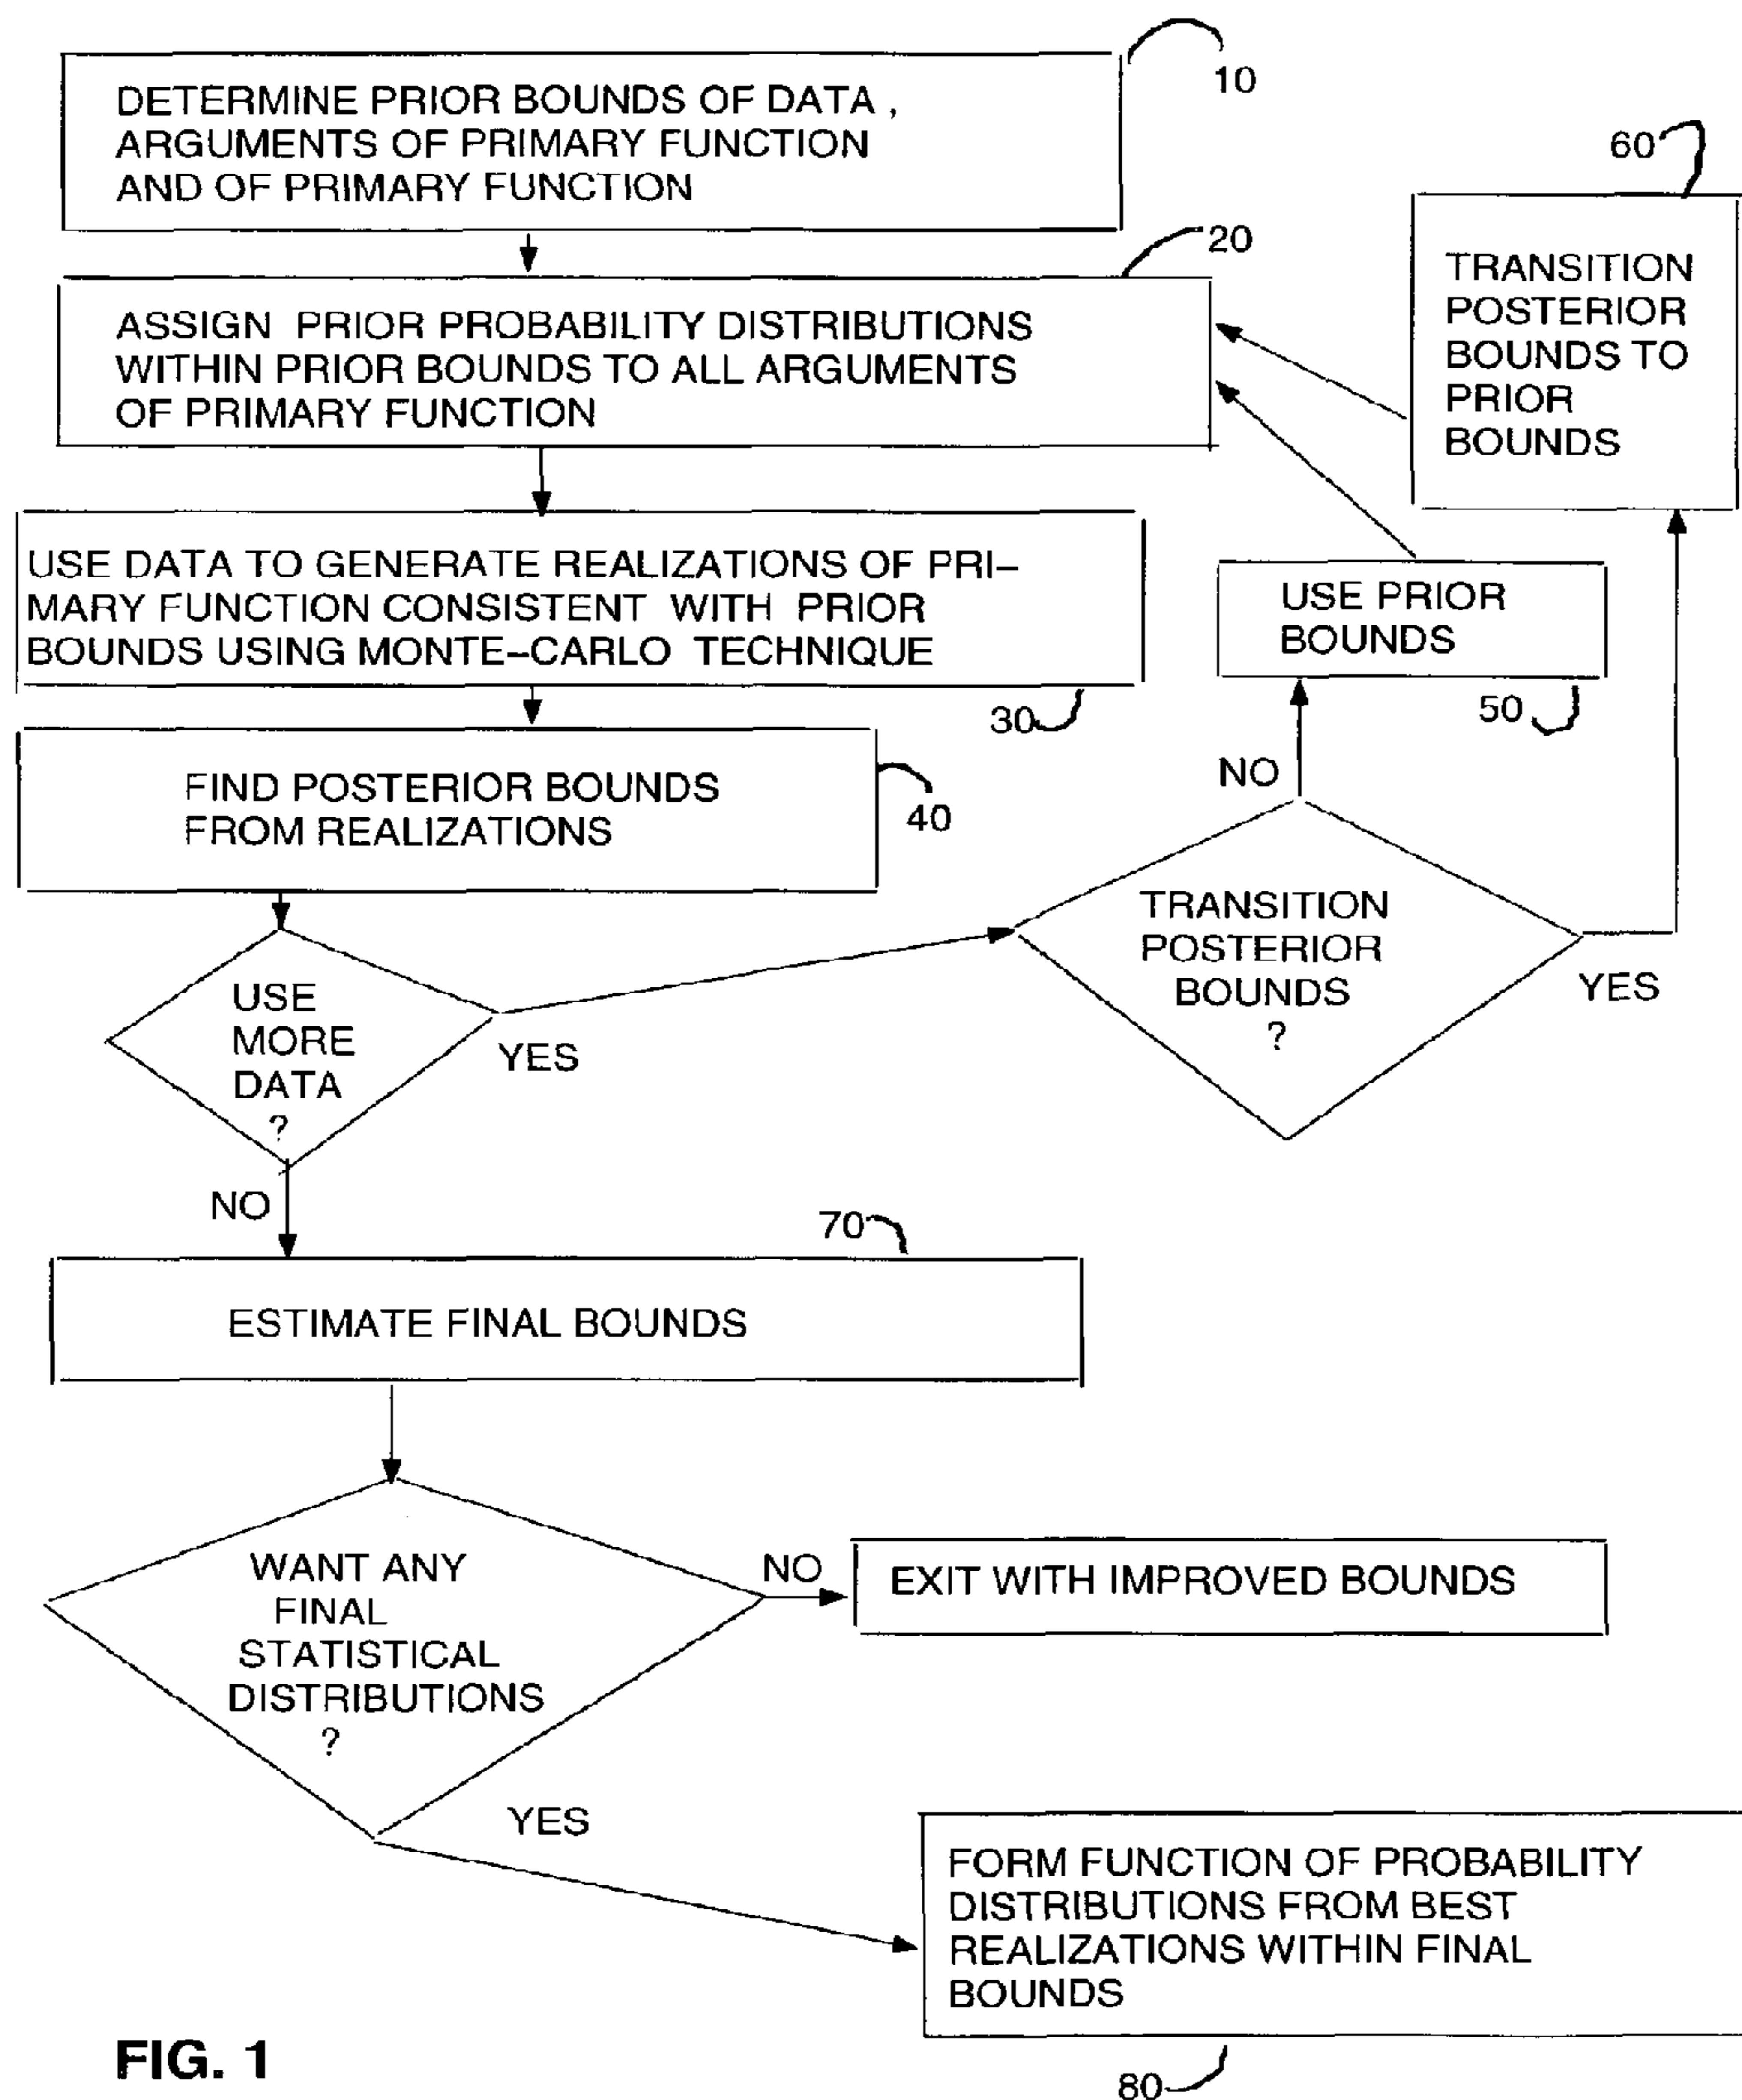 10
DETERMINE PRIOR BOUNDS OF DATA ,
ARGUMENTS OF PRIMARY FUNCTION
AND OF PRIMARY FUNCTION
60
20
TRANSITION
POSTERIOR
BOUNDS TO
PRIOR
BOUNDS
ASSIGN PRIOR PROBABILITY DISTRIBUTIONS
WITHIN PRIOR BOUNDS TO ALL ARGUMENTS
OF PRIMARY FUNCTION
USE DATA TO GENERATE REALIZATIONS OF PRI–
MARY FUNCTION CONSISTENT WITH PRIOR
BOUNDS USING MONTE–CARLO TECHNIQUE
30
USE PRIOR
BOUNDS
50
FIND POSTERIOR BOUNDS
FROM REALIZATIONS
40
NO
TRANSITION
POSTERIOR
BOUNDS
?
YES
USE
MORE
DATA
?
YES
NO
70
ESTIMATE FINAL BOUNDS
WANT ANY
FINAL
STATISTICAL
DISTRIBUTIONS
?
NO
EXIT WITH IMPROVED BOUNDS
YES
FORM FUNCTION OF PROBABILITY
DISTRIBUTIONS FROM BEST
REALIZATIONS WITHIN FINAL
BOUNDS
80
FIG. 1